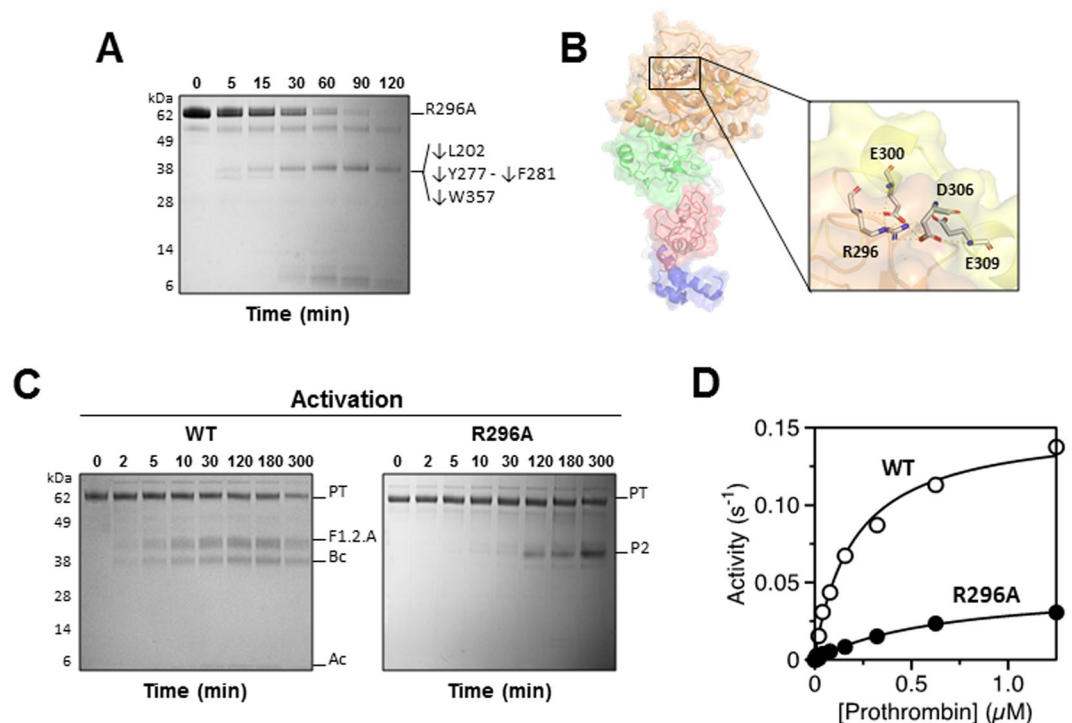 A
0 5 15 30 60 90 120
kDa
62
49
38
28
14
6
R296A
↓L202
↓Y277 - ↓F281
↓W357
Time (min)
B
E300
D306
R296
E309
C
Activation
WT
0 2 5 10 30 120 180 300
kDa
62
49
38
28
14
6
PT
F1.2.A
Bc
Ac
Time (min)
R296A
0 2 5 10 30 120 180 300
PT
P2
Time (min)
D
0.15
0.10
0.05
0
Activity (s⁻¹)
WT
R296A
0 0.5 1.0
[Prothrombin] (µM)